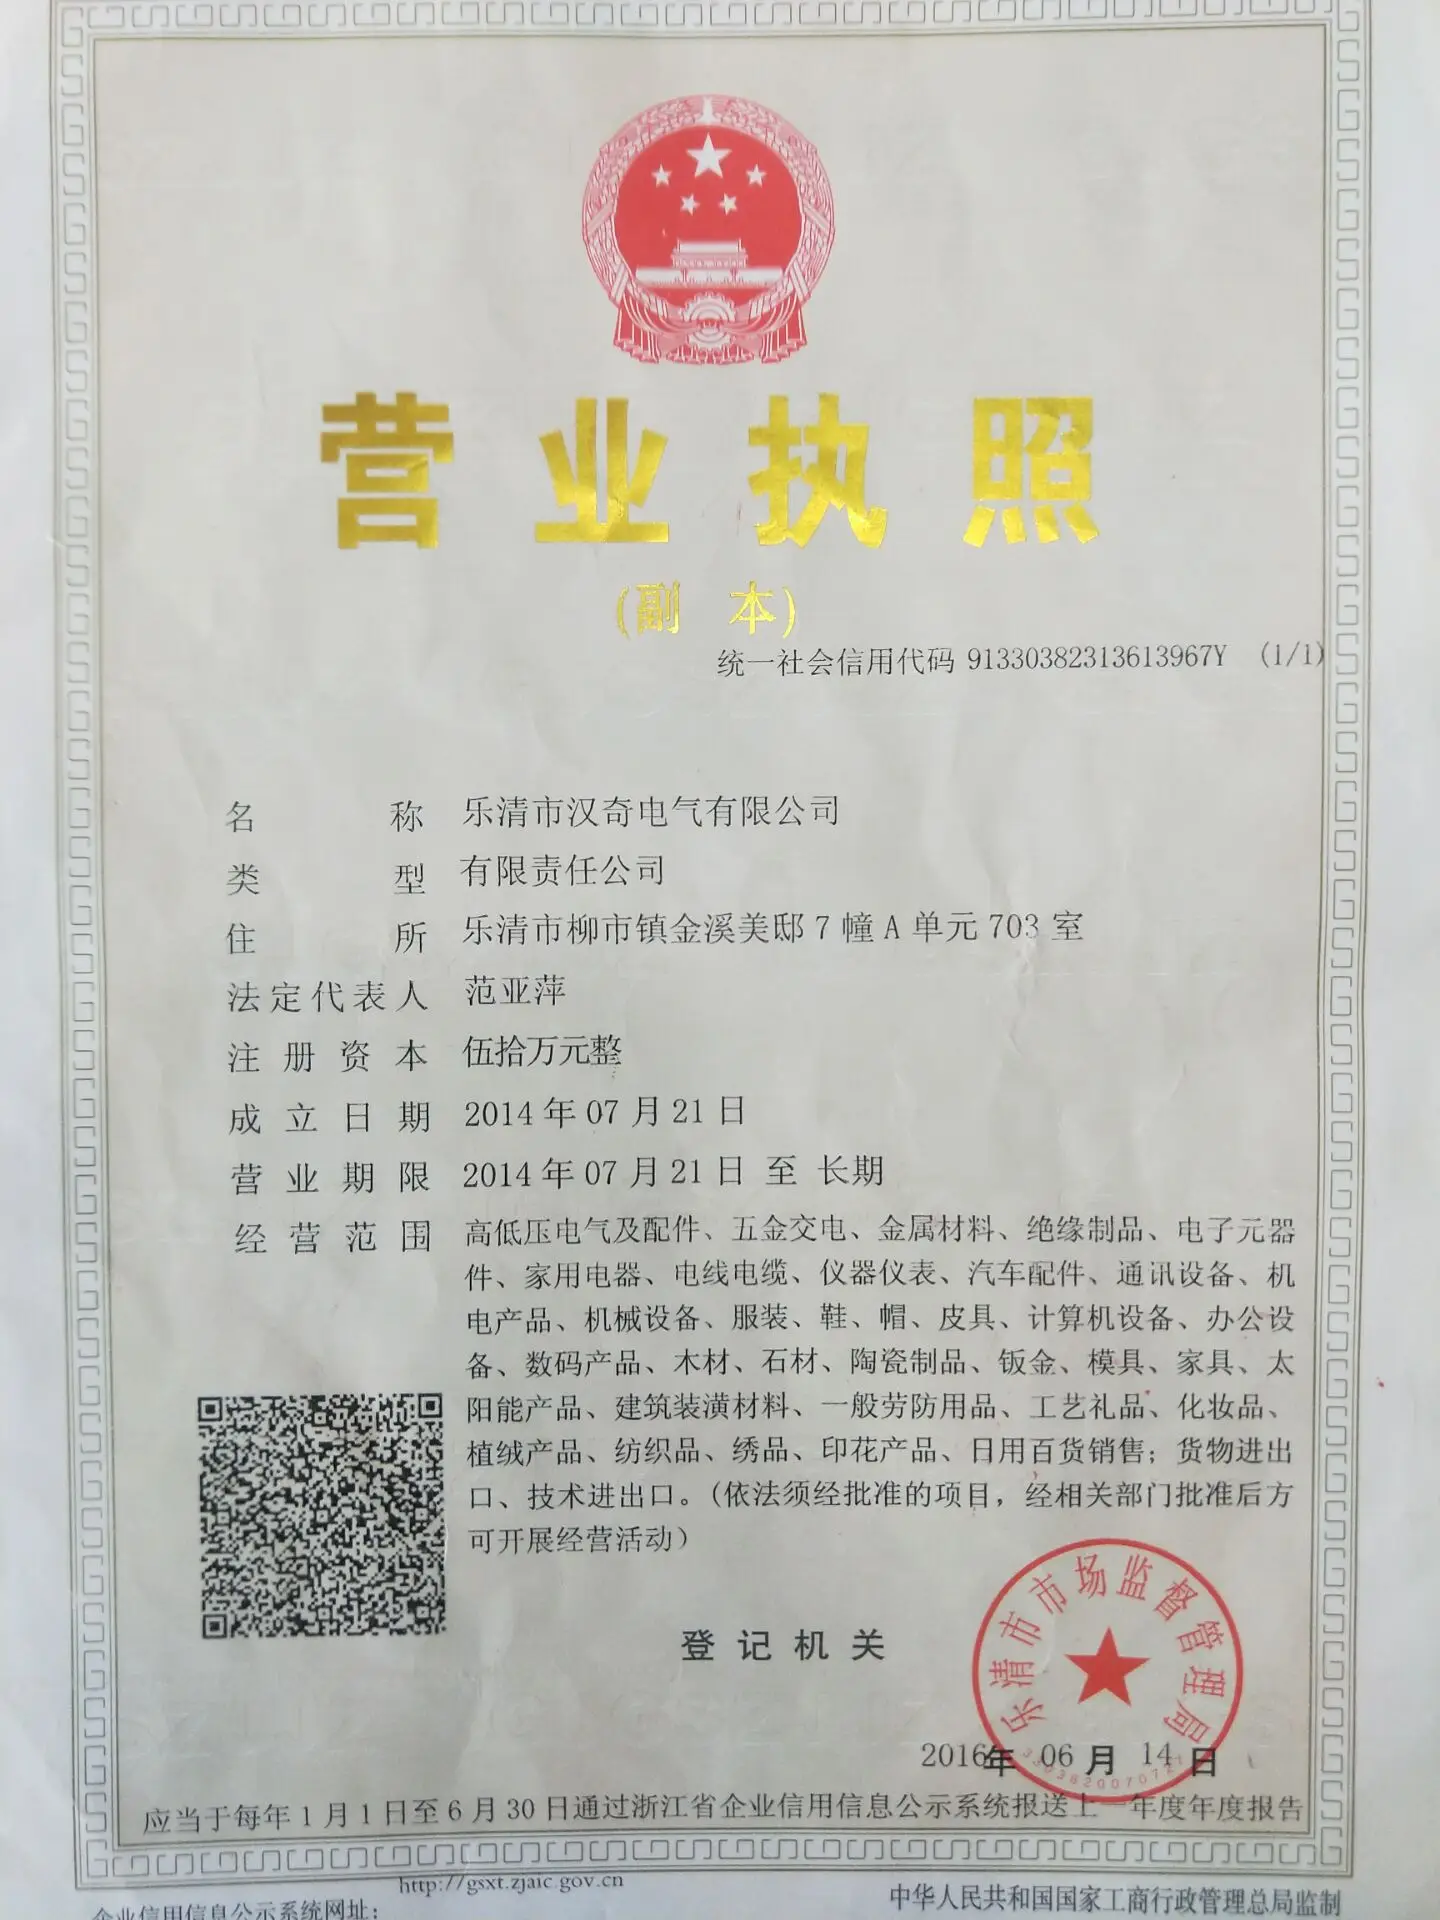 营业执照
(副 本)
统一社会信用代码 91330382313613967Y (1/1)
名称 乐清市汉奇电气有限公司
类型 有限责任公司
住所 乐清市柳市镇金溪美邸7幢A单元703室
法定代表人 范亚萍
注册资本 伍拾万元整
成立日期 2014年07月21日
营业期限 2014年07月21日 至 长期
经营范围 高低压电气及配件、五金交电、金属材料、绝缘制品、电子元器
件、家用电器、电线电缆、仪器仪表、汽车配件、通讯设备、机
电产品、机械设备、服装、鞋、帽、皮具、计算机设备、办公设
备、数码产品、木材、石材、陶瓷制品、钣金、模具、家具、太
阳能产品、建筑装潢材料、一般劳防用品、工艺礼品、化妆品、
植绒产品、纺织品、绣品、印花产品、日用百货销售；货物进出
口、技术进出口。(依法须经批准的项目，经相关部门批准后方
可开展经营活动)
登记机关
乐清市市场监督管理局
2016年06月14日
应当于每年1月1日至6月30日通过浙江省企业信用信息公示系统报送上一年度年度报告
http://gsxt.zjaic.gov.cn
企业信用信息公示系统网址：
中华人民共和国国家工商行政管理总局监制